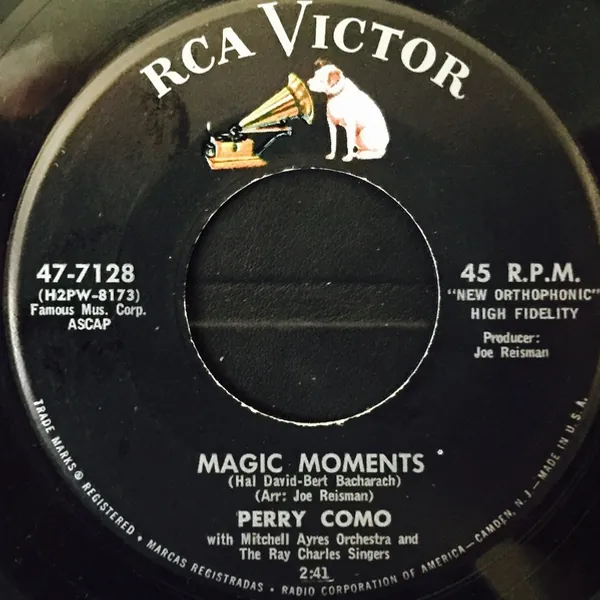 RCA VICTOR
47-7128
(H2PW-8173)
Famous Mus. Corp.
ASCAP
45 R.P.M.
"NEW ORTHOPHONIC"
HIGH FIDELITY
Producer:
Joe Reisman
MAGIC MOMENTS
(Hal David-Bert Bacharach)
(Arr: Joe Reisman)
PERRY COMO
with Mitchell Ayres Orchestra and
The Ray Charles Singers
2:41
TRADE MARKS ® REGISTERED • MARCAS REGISTRADAS • RADIO CORPORATION OF AMERICA—CAMDEN, N. J.—MADE IN U.S.A.